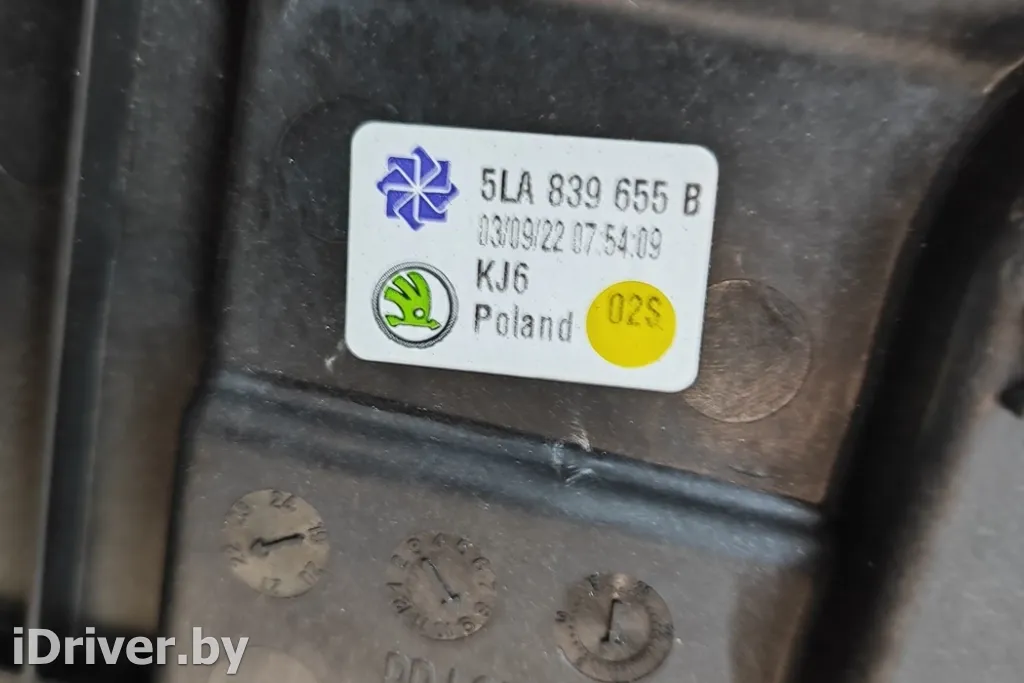 5LA 839 655 B
03/09/22 07:54:09
KJ6
Poland
02S
iDriver.by